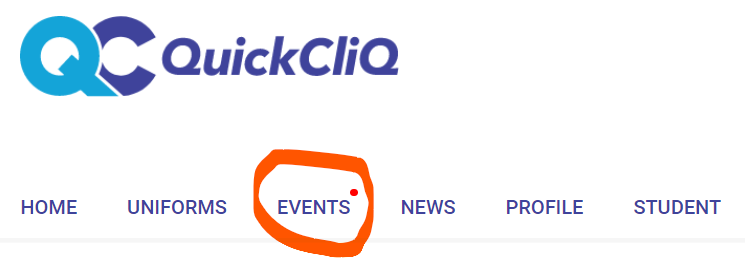 QC QuickCliQ
HOME UNIFORMS EVENTS NEWS PROFILE STUDENT